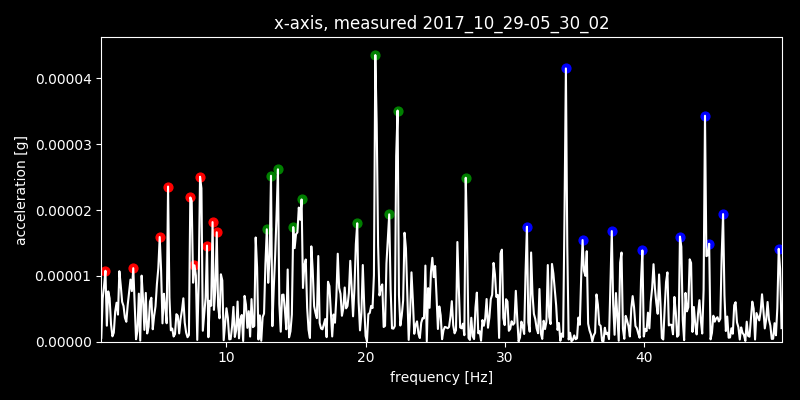 x-axis, measured 2017_10_29-05_30_02
0.00004
0.00003
0.00002
0.00001
0.00000
acceleration [g]
10 20 30 40
frequency [Hz]